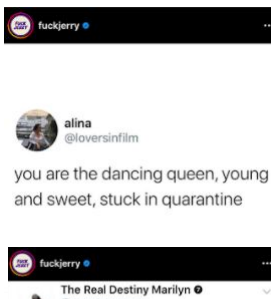 fuckjerry
alina
@loversinfilm
you are the dancing queen, young
and sweet, stuck in quarantine
fuckjerry
The Real Destiny Marilyn